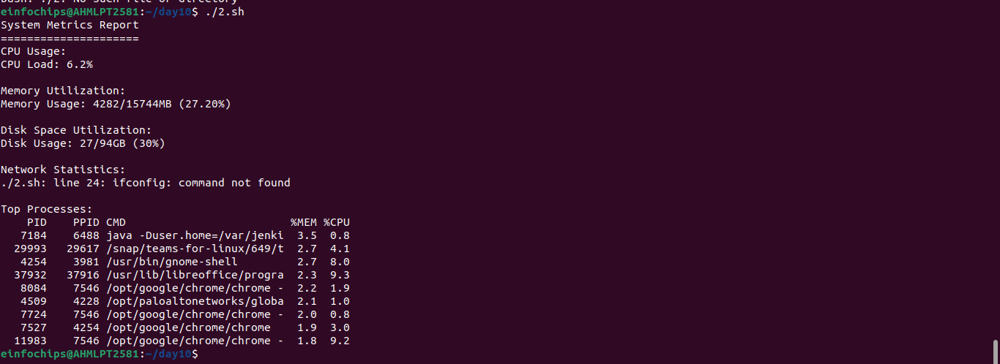 bash: ./2: No such file or directory
einfochips@AHMLPT2581:~/day10$ ./2.sh
System Metrics Report
=====================
CPU Usage:
CPU Load: 6.2%
Memory Utilization:
Memory Usage: 4282/15744MB (27.20%)
Disk Space Utilization:
Disk Usage: 27/94GB (30%)
Network Statistics:
./2.sh: line 24: ifconfig: command not found
Top Processes:
    PID    PPID CMD                         %MEM %CPU
   7184    6488 java -Duser.home=/var/jenki  3.5  0.8
  29993   29617 /snap/teams-for-linux/649/t  2.7  4.1
   4254    3981 /usr/bin/gnome-shell         2.7  8.0
  37932   37916 /usr/lib/libreoffice/progra  2.3  9.3
   8084    7546 /opt/google/chrome/chrome -  2.2  1.9
   4509    4228 /opt/paloaltonetworks/globa  2.1  1.0
   7724    7546 /opt/google/chrome/chrome -  2.0  0.8
   7527    4254 /opt/google/chrome/chrome    1.9  3.0
  11983    7546 /opt/google/chrome/chrome -  1.8  9.2
einfochips@AHMLPT2581:~/day10$